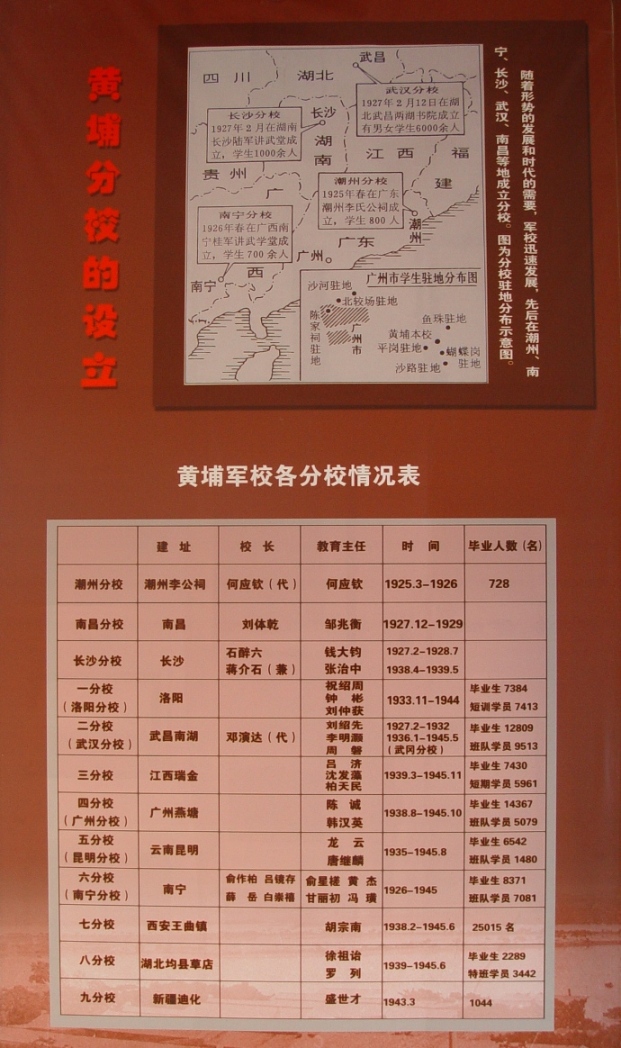 黄埔分校的设立
随着形势的发展和时代的需要,军校迅速发展,先后在潮州、南
宁、长沙、武汉、南昌等地成立分校。图为分校驻地分布示意图。
四川
湖北
武昌
武汉分校
1927年2月12日在湖
北武昌两湖书院成立
有男女学生6000余人
长沙分校
1927年2月在湖南
长沙陆军讲武堂成
立,学生1000余人
长沙
湖南
江西
福建
贵州
潮州分校
1925年春在广东
潮州李氏公祠成
立,学生800人
潮州
广西
南宁分校
1926年春在广西南
宁桂军讲武学堂成
立,学生700余人
南宁
广州
广东
广州市学生驻地分布图
沙河驻地
北较场驻地
陈家祠驻地
广州市
鱼珠驻地
黄埔本校
平岗驻地
蝴蝶岗驻地
沙路驻地
黄埔军校各分校情况表
建 址 校 长 教育主任 时 间 毕业人数(名)
潮州分校 潮州李公祠 何应钦(代) 何应钦 1925.3-1926 728
南昌分校 南昌 刘体乾 邹兆衡 1927.12-1929
长沙分校 长沙 石醉六 蒋介石(兼) 钱大钧 张治中 1927.2-1928.7 1938.4-1939.5
一分校(洛阳分校) 洛阳 祝绍周 钟彬 刘仲荻 1933.11-1944 毕业生 7384 短训学员 7413
二分校(武汉分校) 武昌南湖 邓演达(代) 刘绍先 李明灏 周磐 1927.2-1932 1936.1-1945.5 (武冈分校) 毕业生 12809 班队学员 9513
三分校 江西瑞金 吕济 沈发藻 柏天民 1939.3-1945.11 毕业生 7430 短期学员 5961
四分校(广州分校) 广州燕塘 陈诚 韩汉英 1938.8-1945.10 毕业生 14367 班队学员 5079
五分校(昆明分校) 云南昆明 龙云 唐继麟 1935-1945.8 毕业生 6542 班队学员 1480
六分校(南宁分校) 南宁 俞作柏 吕镜存 薛岳 白崇禧 俞星槎 黄杰 甘丽初 冯璜 1926-1945 毕业生 8371 班队学员 7081
七分校 西安王曲镇 胡宗南 1938.2-1945.6 25015 名
八分校 湖北均县草店 徐祖诒 罗列 1939-1945.6 毕业生 2289 特班学员 3442
九分校 新疆迪化 盛世才 1943.3 1044